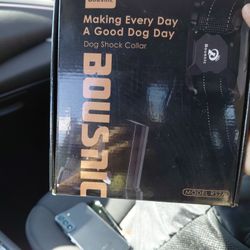 Bousnic
Making Every Day
A Good Dog Day
Dog Shock Collar
Bousnic